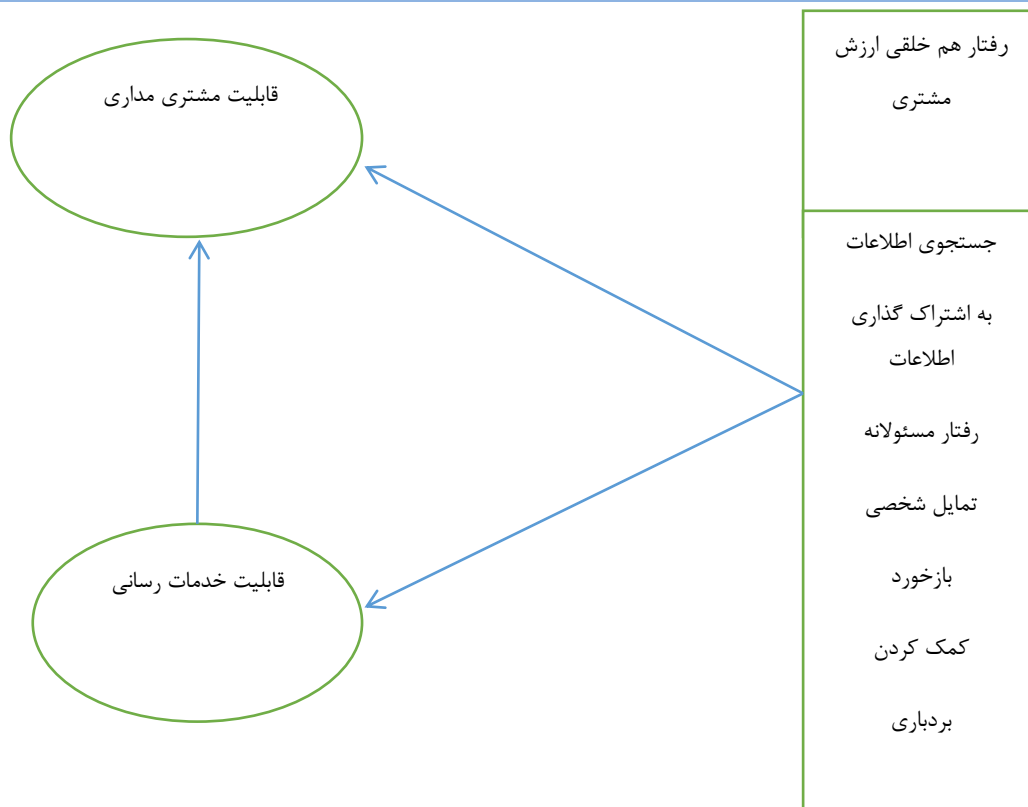 رفتار هم خلقی ارزش
مشتری
جستجوی اطلاعات
به اشتراک گذاری
اطلاعات
رفتار مسئولانه
تمایل شخصی
بازخورد
کمک کردن
بردباری
قابلیت مشتری مداری
قابلیت خدمات رسانی